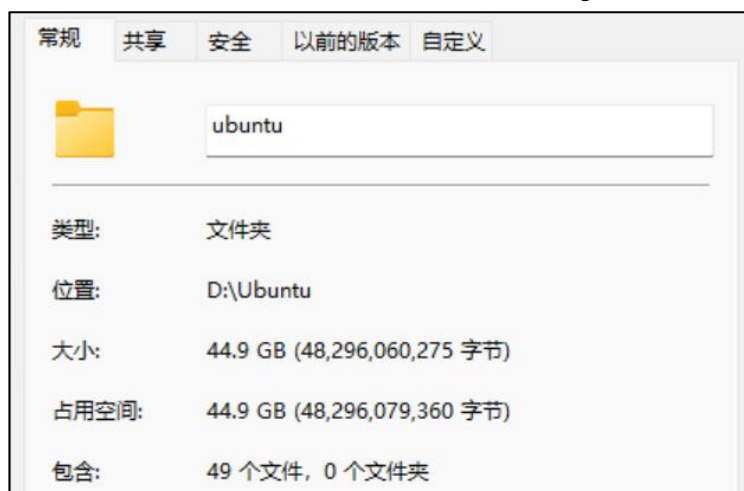 常规 共享 安全 以前的版本 自定义
ubuntu
类型: 文件夹
位置: D:\Ubuntu
大小: 44.9 GB (48,296,060,275 字节)
占用空间: 44.9 GB (48,296,079,360 字节)
包含: 49 个文件，0 个文件夹